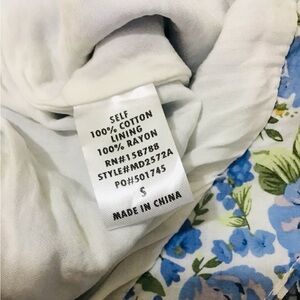 SELF
100% COTTON
LINING
100% RAYON
RN#158788
STYLE#MD2572A
PO#501745
S
MADE IN CHINA